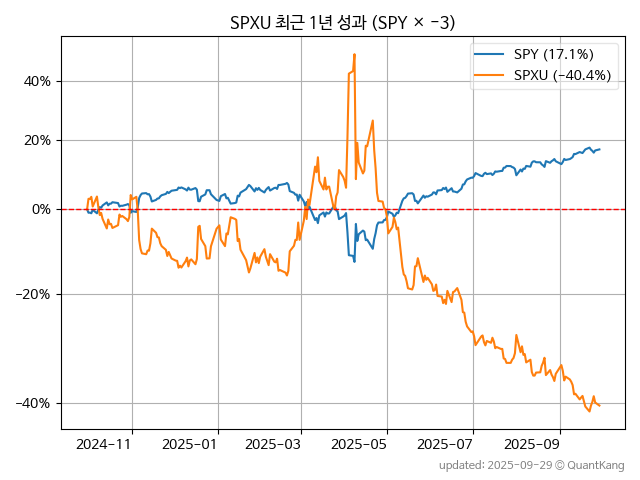 SPXU 최근 1년 성과 (SPY × −3)
SPY (17.1%)
SPXU (−40.4%)
40%
20%
0%
−20%
−40%
2024-11
2025-01
2025-03
2025-05
2025-07
2025-09
updated: 2025-09-29 © QuantKang